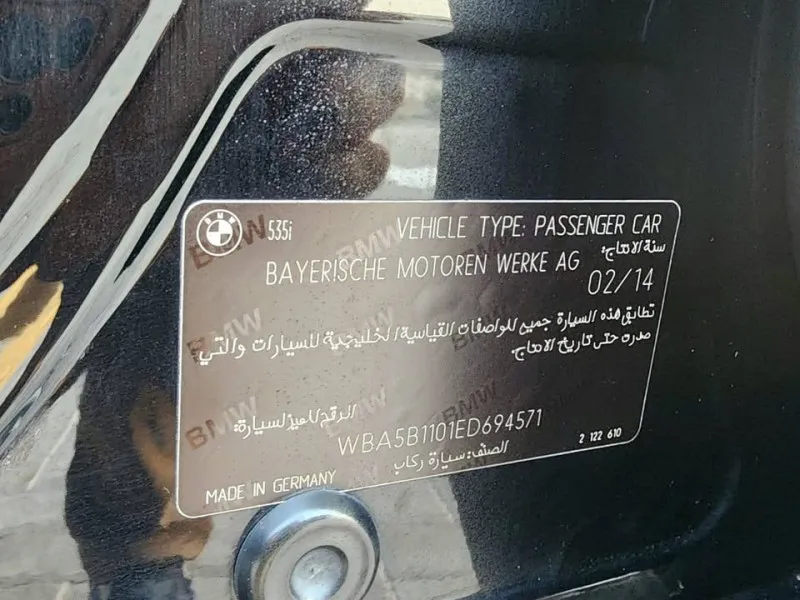 BMW 535i VEHICLE TYPE: PASSENGER CAR
سنة الانتاج:
BAYERISCHE MOTOREN WERKE AG 02/14
تطابق هذه السيارة جميع المواصفات القياسية الخليجية للسيارات والتي
صدرت حتى تاريخ الانتاج.
الرقم المميز لسيارة:
WBA5B1101ED694571
الصنف: سيارة ركاب 2 122 610
MADE IN GERMANY